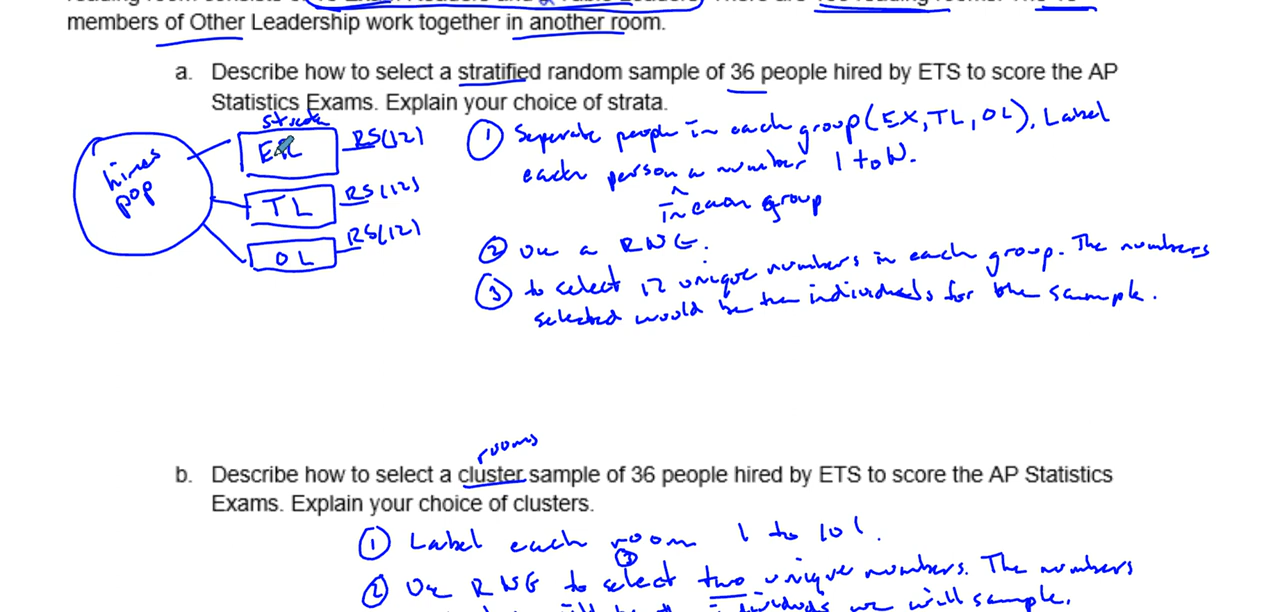 members of Other Leadership work together in another room.
a. Describe how to select a stratified random sample of 36 people hired by ETS to score the AP
Statistics Exams. Explain your choice of strata.
strata
hires
pop
RS(12)
TL
RS(12)
OL
RS(12)
① Separate people in each group (EX, TL, OL). Label
each person a number 1 to N.
^
in each group
② Use a RNG.
③ to select 12 unique numbers in each group. The numbers
selected would be the individuals for the sample.
rooms
b. Describe how to select a cluster sample of 36 people hired by ETS to score the AP Statistics
Exams. Explain your choice of clusters.
① Label each room 1 to 101.
③
② Use RNG to select two unique numbers. The numbers
we will sample.